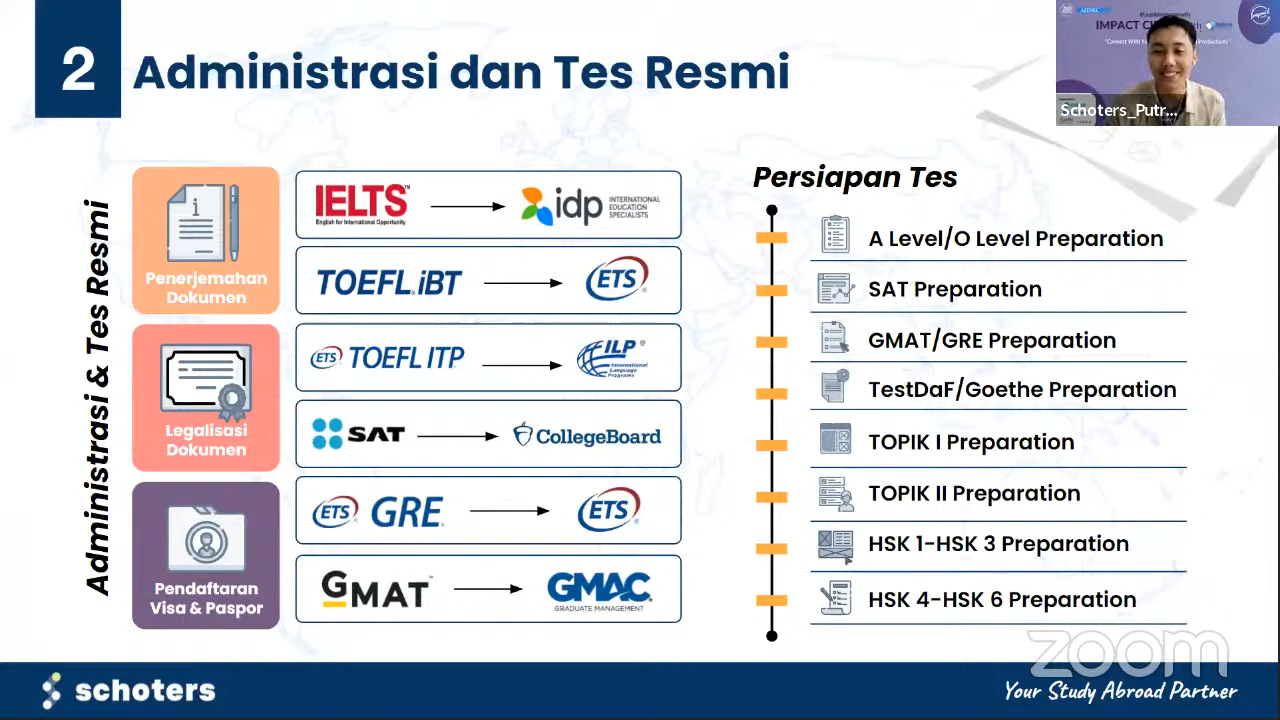 2
Administrasi dan Tes Resmi
IMPACT
Schoters_Putr...
Administrasi & Tes Resmi
Penerjemahan
Dokumen
Legalisasi
Dokumen
Pendaftaran
Visa & Paspor
IELTS™
English for International Opportunity
idp INTERNATIONAL
EDUCATION
SPECIALISTS
TOEFL iBT
ETS®
ETS TOEFL ITP
ILP®
International
Language
Programs
SAT
CollegeBoard
ETS GRE
ETS®
GMAT™
GMAC®
GRADUATE MANAGEMENT
Persiapan Tes
A Level/O Level Preparation
SAT Preparation
GMAT/GRE Preparation
TestDaF/Goethe Preparation
TOPIK I Preparation
TOPIK II Preparation
HSK 1-HSK 3 Preparation
HSK 4-HSK 6 Preparation
zoom
schoters
Your Study Abroad Partner